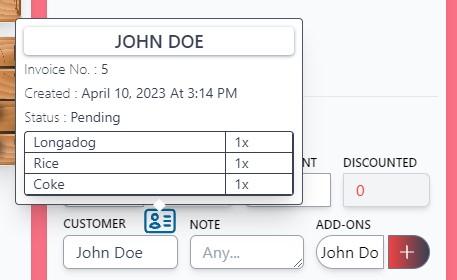 JOHN DOE
Invoice No. : 5
Created : April 10, 2023 At 3:14 PM
Status : Pending
Longadog 1x
Rice 1x
Coke 1x
NT DISCOUNTED
0
CUSTOMER NOTE ADD-ONS
John Doe Any... John Do +